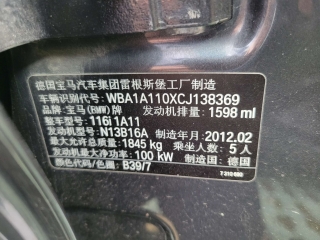 德国宝马汽车集团雷根斯堡工厂制造
车辆识别代号: WBA1A110XCJ138369
品牌: 宝马(BMW)牌 发动机排量: 1598 ml
型号: 116i 1A11
发动机型号: N13B16A 制造年月: 2012.02
最大允许总质量: 1845 kg 乘坐人数: 5 人
发动机最大净功率: 100 kW 制造国: 德国
颜色代码/色圈: B39/7